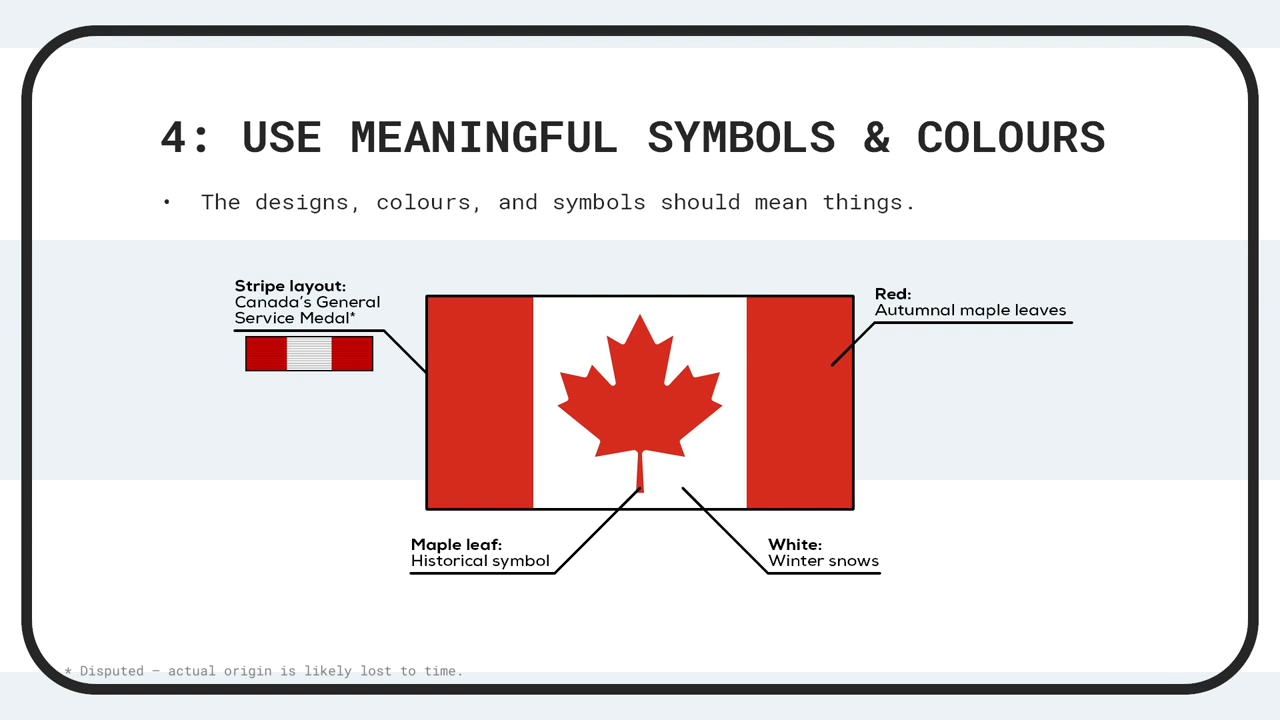 4: USE MEANINGFUL SYMBOLS & COLOURS
• The designs, colours, and symbols should mean things.
Stripe layout:
Canada's General
Service Medal*
Red:
Autumnal maple leaves
Maple leaf:
Historical symbol
White:
Winter snows
* Disputed – actual origin is likely lost to time.